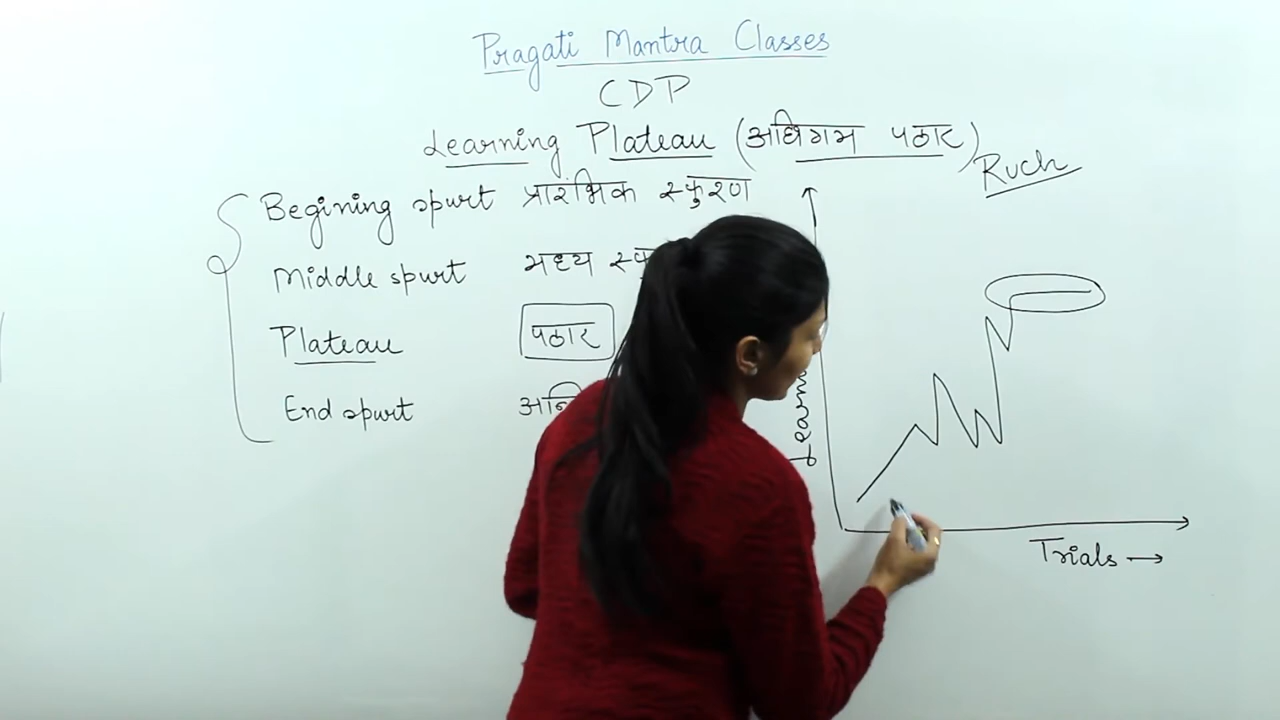 Pragati Mantra Classes
CDP
Learning Plateau (अधिगम पठार)
Ruch
Begining spurt प्रारंभिक स्फुरण
Middle spurt मध्य
Plateau पठार
End spurt
Trials →